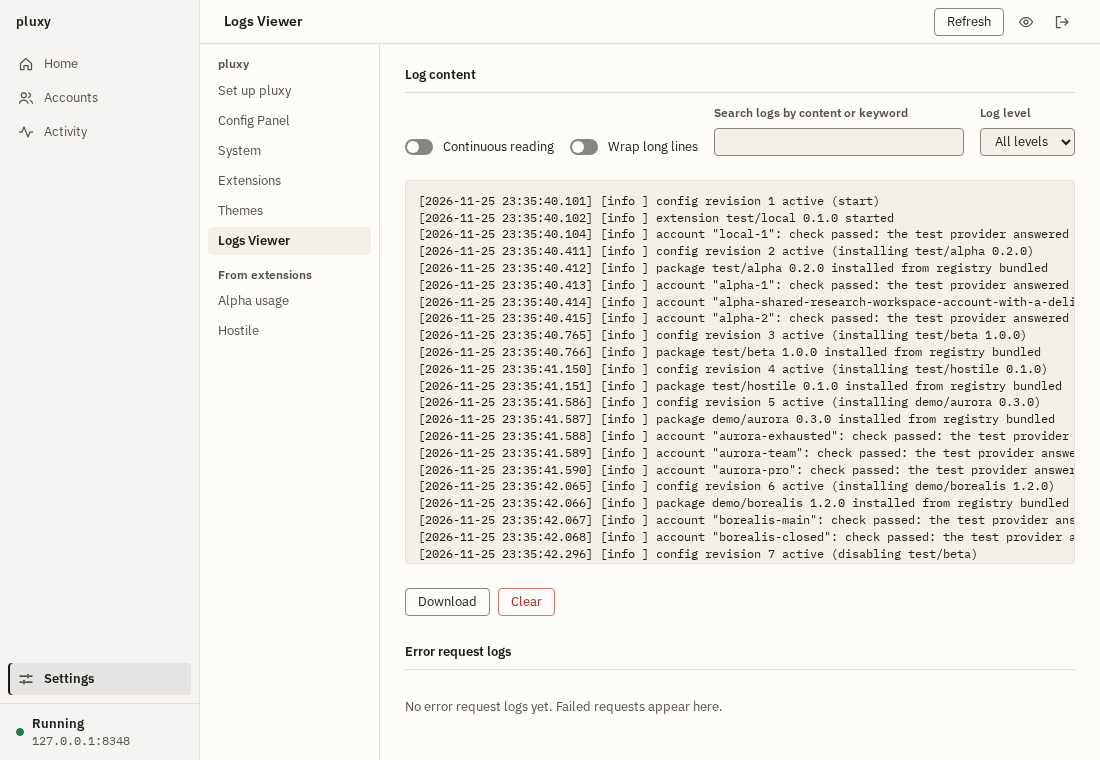 pluxy
Home
Accounts
Activity
Settings
Running
127.0.0.1:8348
Logs Viewer
Refresh
pluxy
Set up pluxy
Config Panel
System
Extensions
Themes
Logs Viewer
From extensions
Alpha usage
Hostile
Log content
Continuous reading
Wrap long lines
Search logs by content or keyword
Log level
All levels
[2026-11-25 23:35:40.101] [info ] config revision 1 active (start)
[2026-11-25 23:35:40.102] [info ] extension test/local 0.1.0 started
[2026-11-25 23:35:40.104] [info ] account "local-1": check passed: the test provider answered
[2026-11-25 23:35:40.411] [info ] config revision 2 active (installing test/alpha 0.2.0)
[2026-11-25 23:35:40.412] [info ] package test/alpha 0.2.0 installed from registry bundled
[2026-11-25 23:35:40.413] [info ] account "alpha-1": check passed: the test provider answered
[2026-11-25 23:35:40.414] [info ] account "alpha-shared-research-workspace-account-with-a-deli
[2026-11-25 23:35:40.415] [info ] account "alpha-2": check passed: the test provider answered
[2026-11-25 23:35:40.765] [info ] config revision 3 active (installing test/beta 1.0.0)
[2026-11-25 23:35:40.766] [info ] package test/beta 1.0.0 installed from registry bundled
[2026-11-25 23:35:41.150] [info ] config revision 4 active (installing test/hostile 0.1.0)
[2026-11-25 23:35:41.151] [info ] package test/hostile 0.1.0 installed from registry bundled
[2026-11-25 23:35:41.586] [info ] config revision 5 active (installing demo/aurora 0.3.0)
[2026-11-25 23:35:41.587] [info ] package demo/aurora 0.3.0 installed from registry bundled
[2026-11-25 23:35:41.588] [info ] account "aurora-exhausted": check passed: the test provider
[2026-11-25 23:35:41.589] [info ] account "aurora-team": check passed: the test provider answe
[2026-11-25 23:35:41.590] [info ] account "aurora-pro": check passed: the test provider answer
[2026-11-25 23:35:42.065] [info ] config revision 6 active (installing demo/borealis 1.2.0)
[2026-11-25 23:35:42.066] [info ] package demo/borealis 1.2.0 installed from registry bundled
[2026-11-25 23:35:42.067] [info ] account "borealis-main": check passed: the test provider ans
[2026-11-25 23:35:42.068] [info ] account "borealis-closed": check passed: the test provider a
[2026-11-25 23:35:42.296] [info ] config revision 7 active (disabling test/beta)
Download
Clear
Error request logs
No error request logs yet. Failed requests appear here.